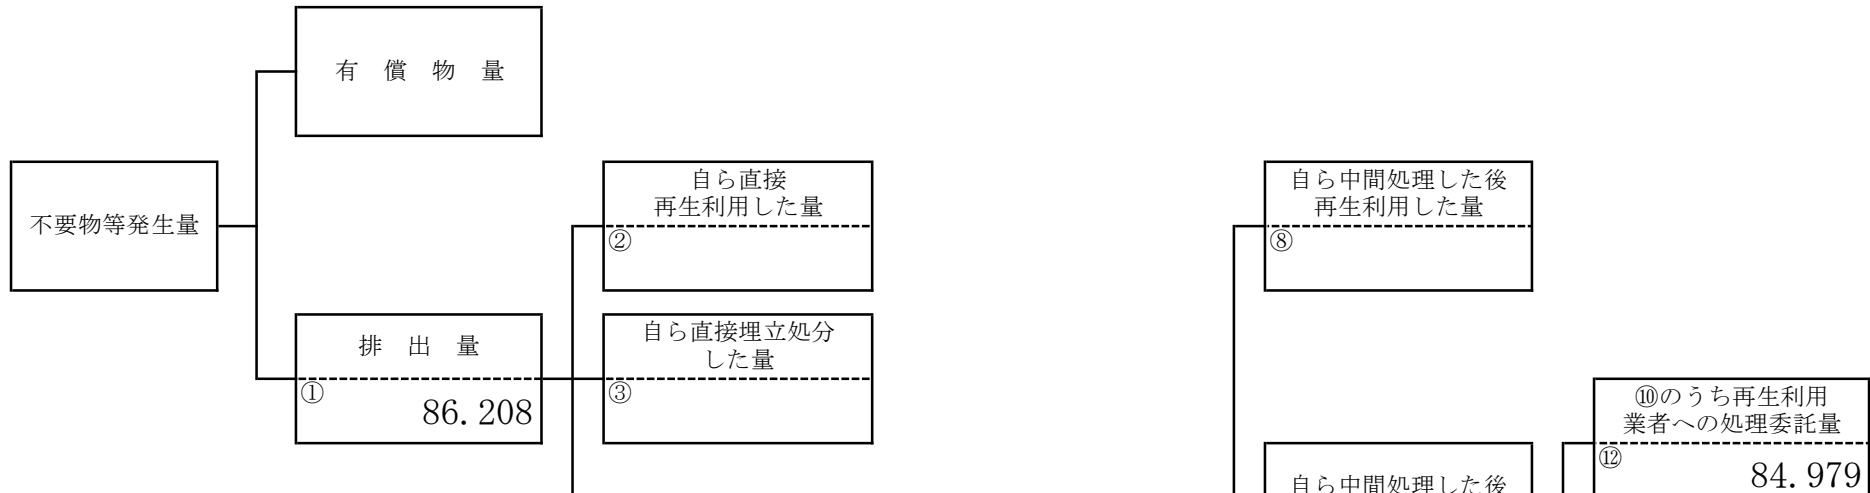 有 償 物 量
不要物等発生量
自ら直接
再生利用した量
②
自ら中間処理した後
再生利用した量
⑧
排 出 量
①
86.208
自ら直接埋立処分
した量
③
⑩のうち再生利用
業者への処理委託量
⑫
84.979
自ら中間処理した後